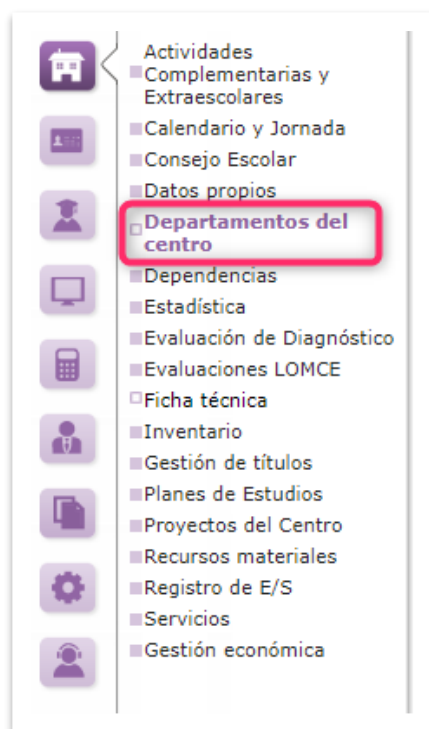 Actividades
Complementarias y
Extraescolares
Calendario y Jornada
Consejo Escolar
Datos propios
Departamentos del
centro
Dependencias
Estadística
Evaluación de Diagnóstico
Evaluaciones LOMCE
Ficha técnica
Inventario
Gestión de títulos
Planes de Estudios
Proyectos del Centro
Recursos materiales
Registro de E/S
Servicios
Gestión económica